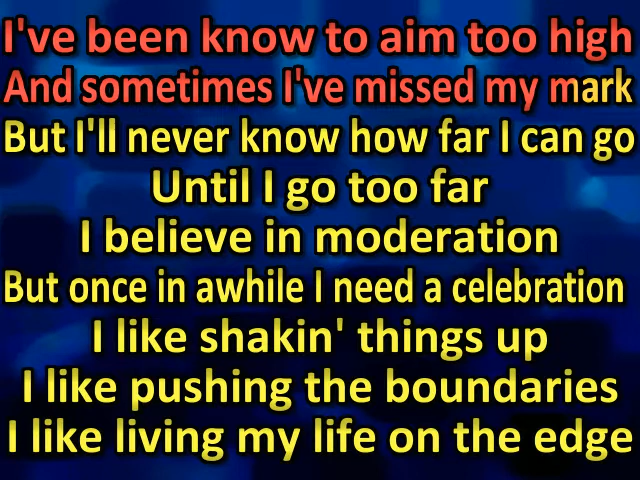 I've been know to aim too high
And sometimes I've missed my mark
But I'll never know how far I can go
Until I go too far
I believe in moderation
But once in awhile I need a celebration
I like shakin' things up
I like pushing the boundaries
I like living my life on the edge